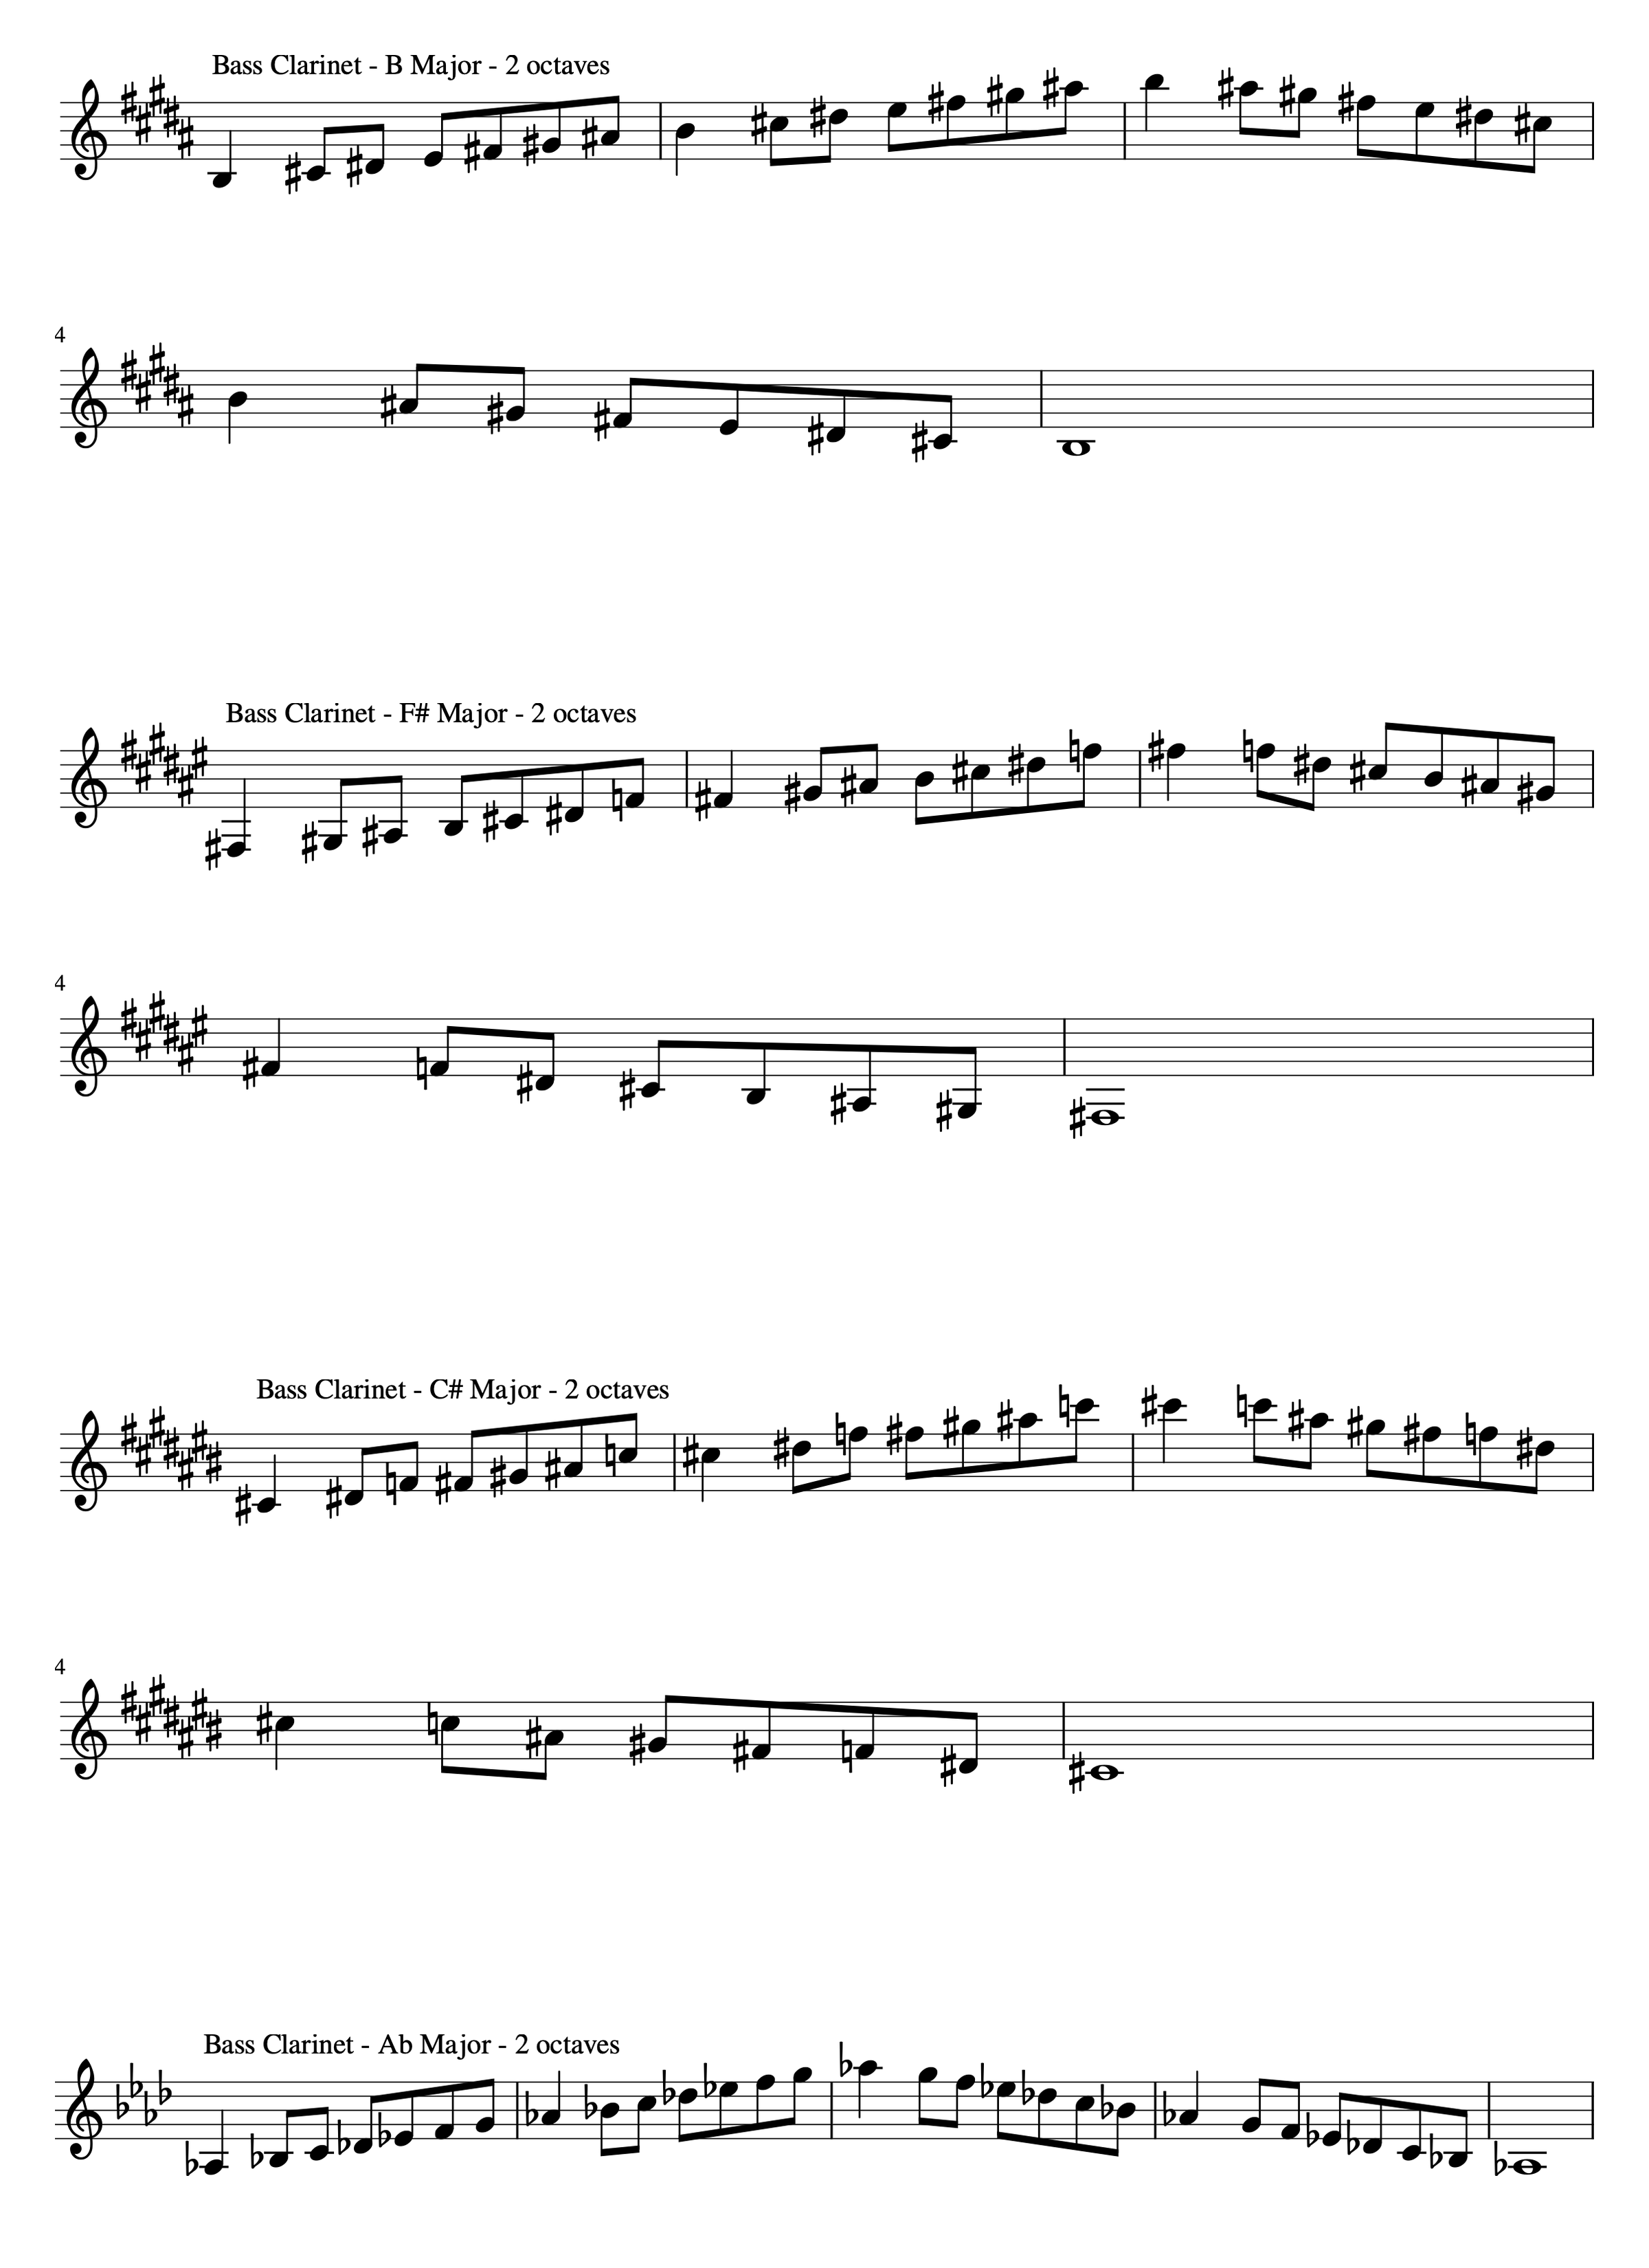 Bass Clarinet - B Major - 2 octaves
4
Bass Clarinet - F# Major - 2 octaves
4
Bass Clarinet - C# Major - 2 octaves
4
Bass Clarinet - Ab Major - 2 octaves